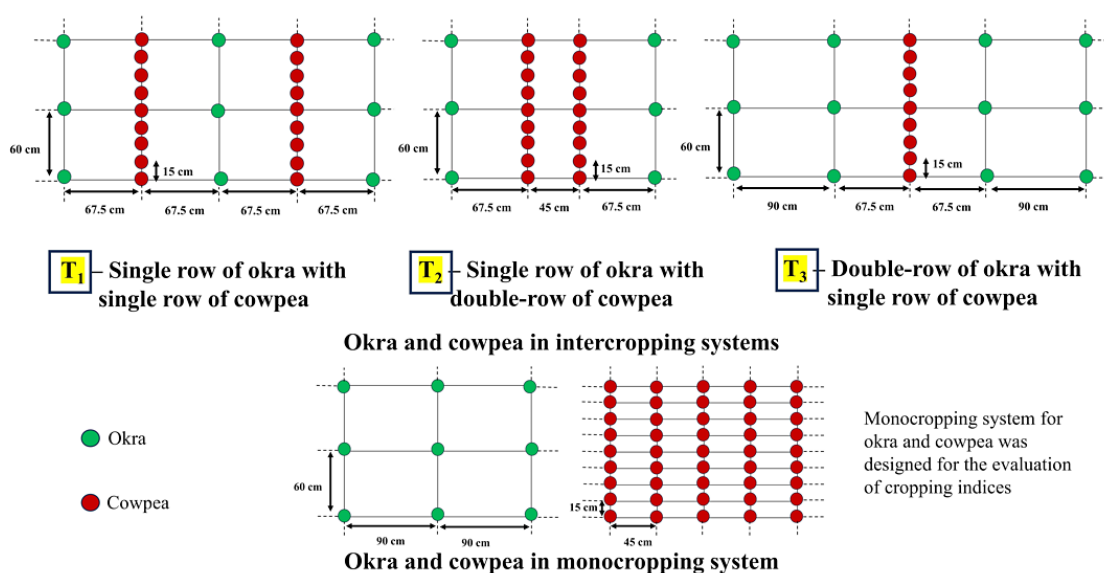 60 cm
15 cm
67.5 cm 67.5 cm 67.5 cm 67.5 cm
60 cm
15 cm
67.5 cm 45 cm 67.5 cm
60 cm
15 cm
90 cm 67.5 cm 67.5 cm 90 cm
T1 – Single row of okra with
single row of cowpea
T2 – Single row of okra with
double-row of cowpea
T3 – Double-row of okra with
single row of cowpea
Okra and cowpea in intercropping systems
Okra
Cowpea
60 cm
90 cm 90 cm
15 cm
45 cm
Monocropping system for
okra and cowpea was
designed for the evaluation
of cropping indices
Okra and cowpea in monocropping system